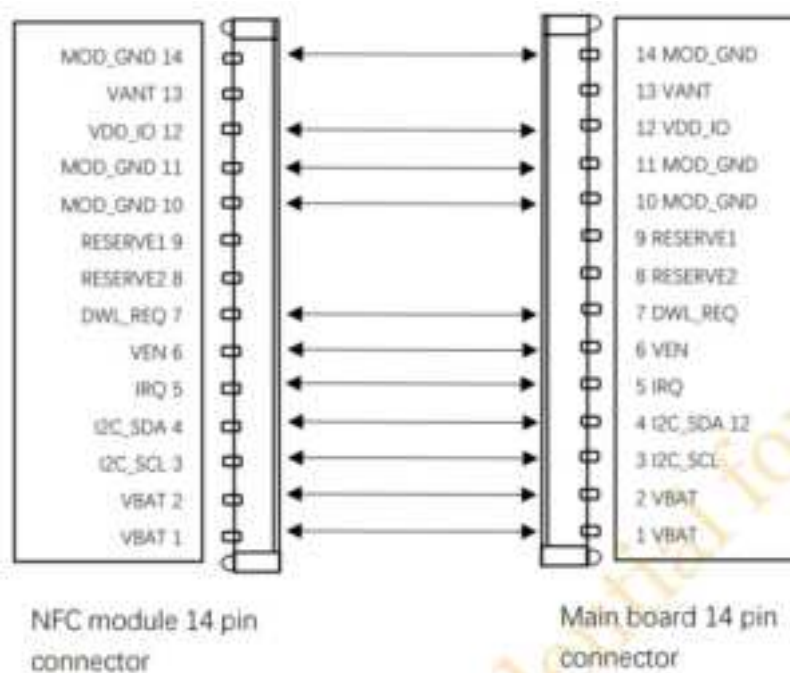 MOD_GND 14
VANT 13
VDD_IO 12
MOD_GND 11
MOD_GND 10
RESERVE1 9
RESERVE2 8
DWL_REQ 7
VEN 6
IRQ 5
I2C_SDA 4
I2C_SCL 3
VBAT 2
VBAT 1
14 MOD_GND
13 VANT
12 VDD_IO
11 MOD_GND
10 MOD_GND
9 RESERVE1
8 RESERVE2
7 DWL_REQ
6 VEN
5 IRQ
4 I2C_SDA 12
3 I2C_SCL
2 VBAT
1 VBAT
NFC module 14 pin
connector
Main board 14 pin
connector